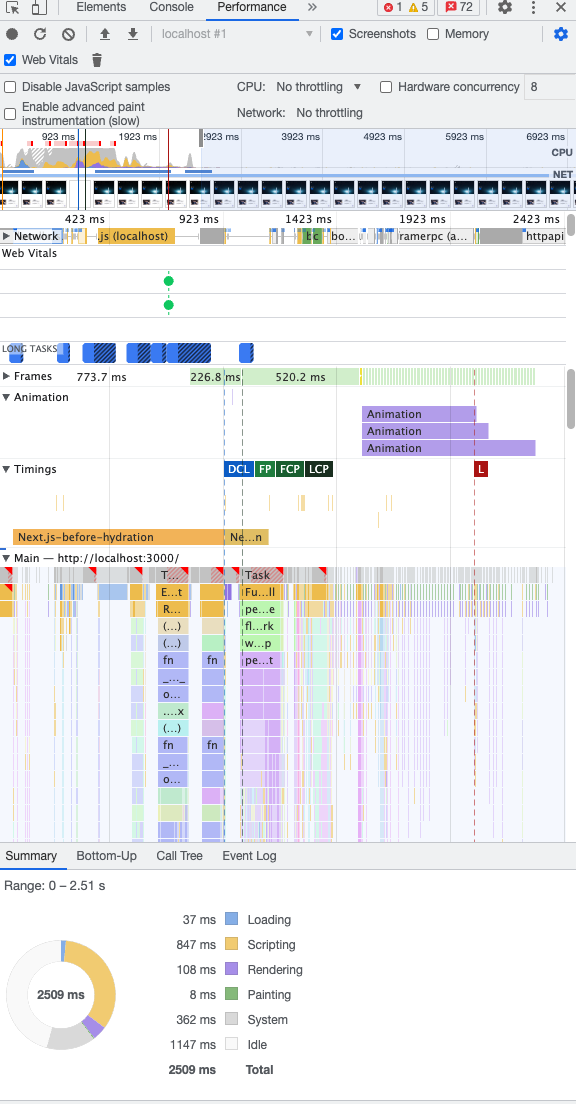 Elements Console Performance » 1 5 72
localhost #1 Screenshots Memory
Web Vitals
Disable JavaScript samples CPU: No throttling Hardware concurrency 8
Enable advanced paint instrumentation (slow) Network: No throttling
923 ms 1923 ms 2923 ms 3923 ms 4923 ms 5923 ms 6923 ms
CPU
NET
423 ms 923 ms 1423 ms 1923 ms 2423 ms
Network .js (localhost) bc bo... ramerpc (a... httpapi
Web Vitals
LONG TASKS
Frames 773.7 ms 226.8 ms 520.2 ms
Animation
Animation
Animation
Animation
Timings DCL FP FCP LCP L
Next.js-before-hydration Ne...n
Main — http://localhost:3000/
T... Task
E...t Fu...ll
R... pe...e
(...) fl...rk
(...) w...p
fn fn pe...t
_..._
o...
....x
(...)
fn fn
_...
o...
Summary Bottom-Up Call Tree Event Log
Range: 0 – 2.51 s
37 ms Loading
847 ms Scripting
108 ms Rendering
2509 ms 8 ms Painting
362 ms System
1147 ms Idle
2509 ms Total